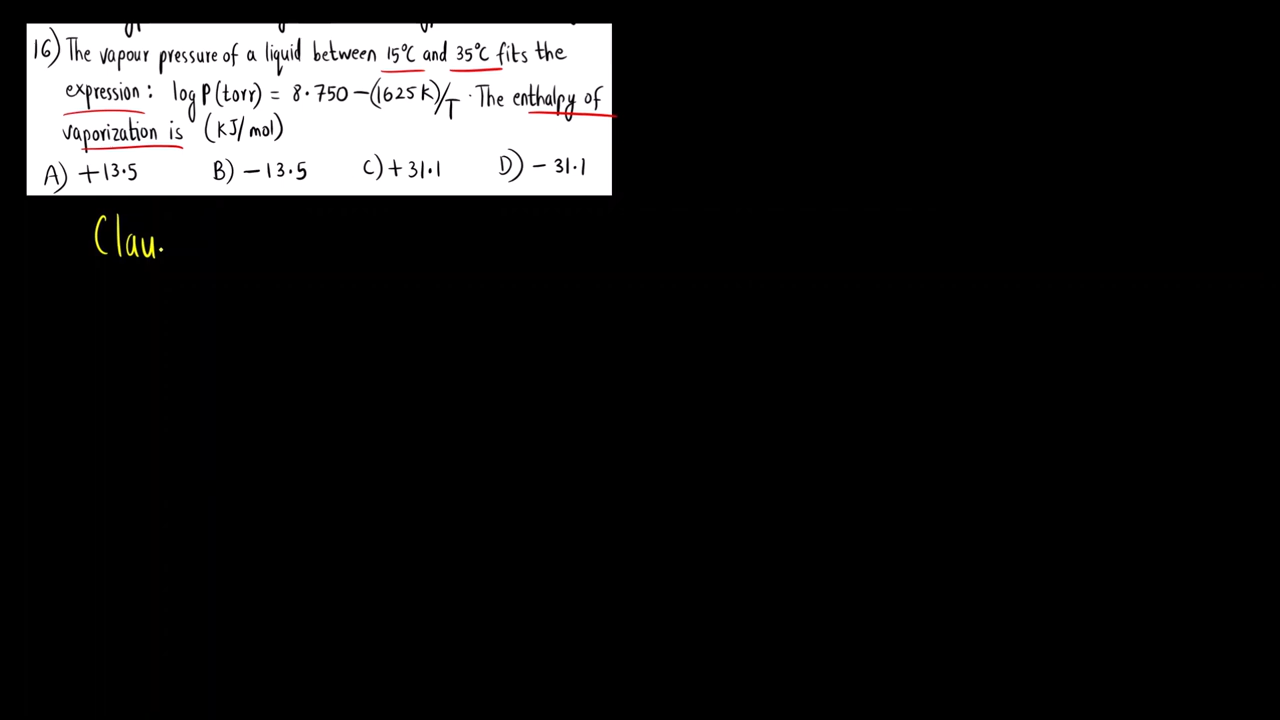 16) The vapour pressure of a liquid between 15°C and 35°C fits the
expression: log P(torr) = 8.750 – (1625 K)/T . The enthalpy of
vaporization is (kJ/mol)
A) +13.5 B) –13.5 C) +31.1 D) –31.1
Clau.